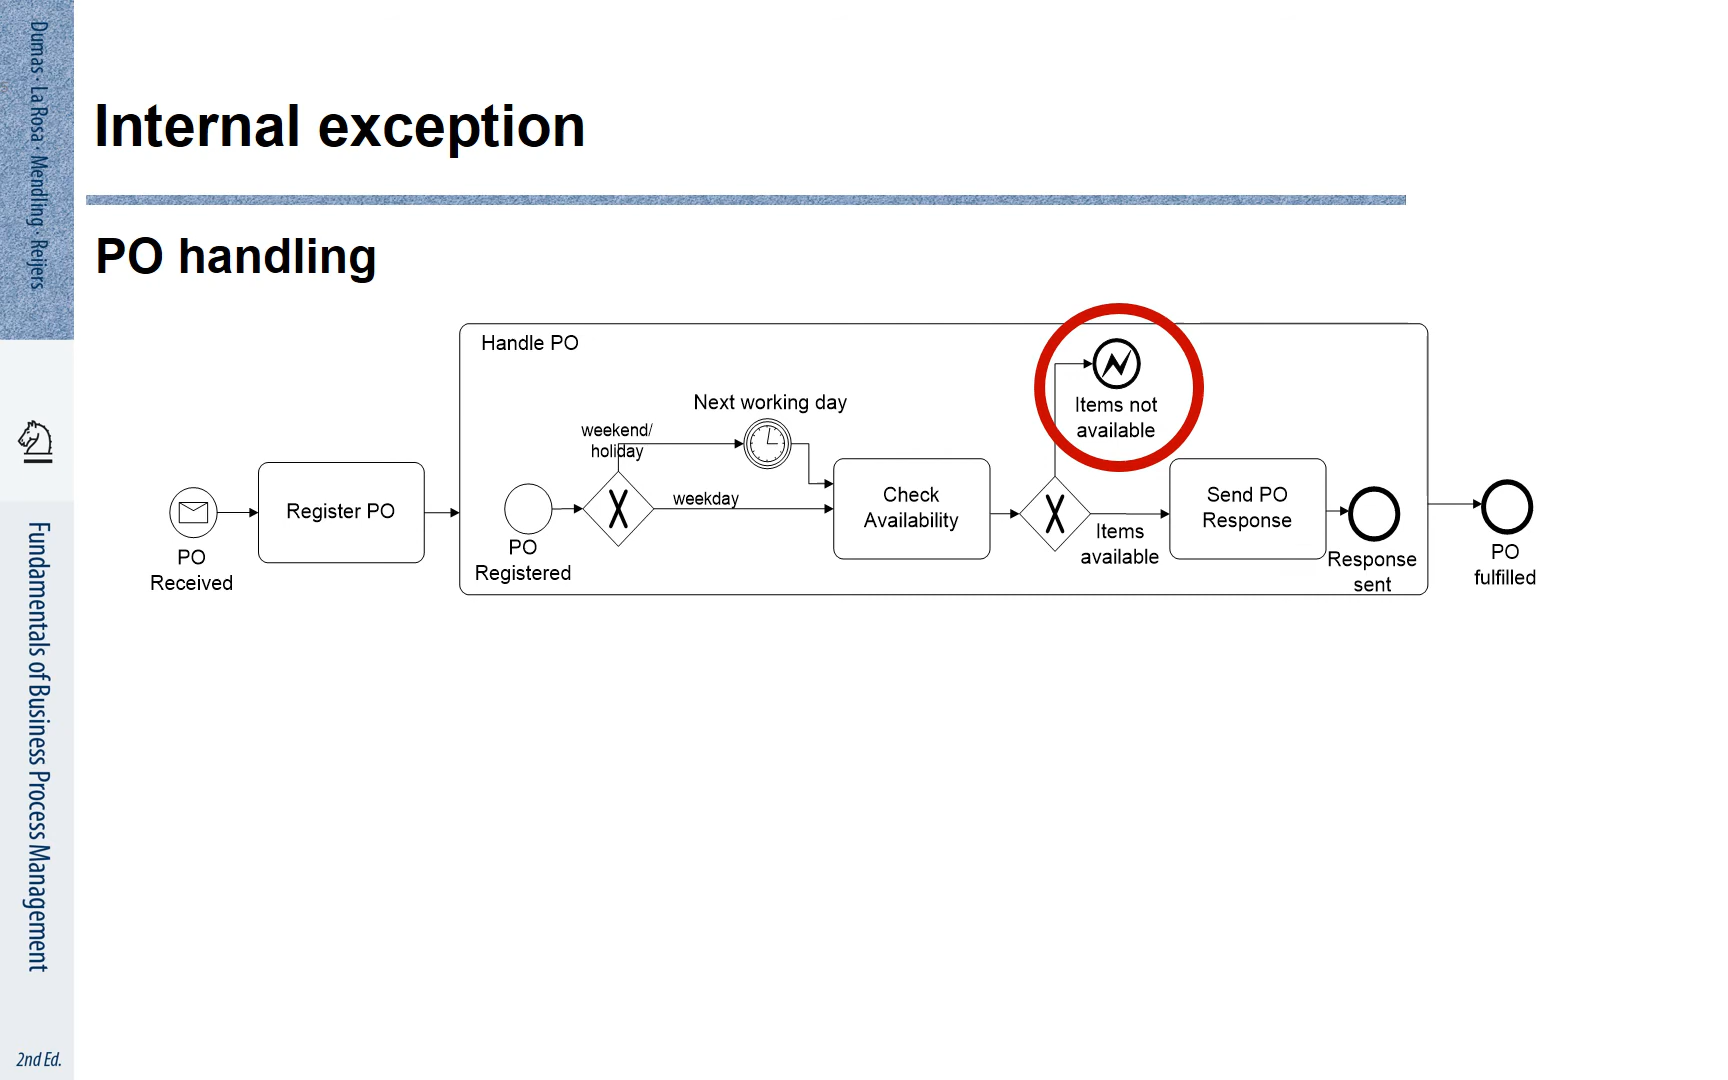 Dumas · La Rosa · Mendling · Reijers
Fundamentals of Business Process Management
2nd Ed.
Internal exception
PO handling
Handle PO
Next working day
weekend/
holiday
weekday
PO
Received
Register PO
PO
Registered
Check
Availability
Items not
available
Items
available
Send PO
Response
Response
sent
PO
fulfilled